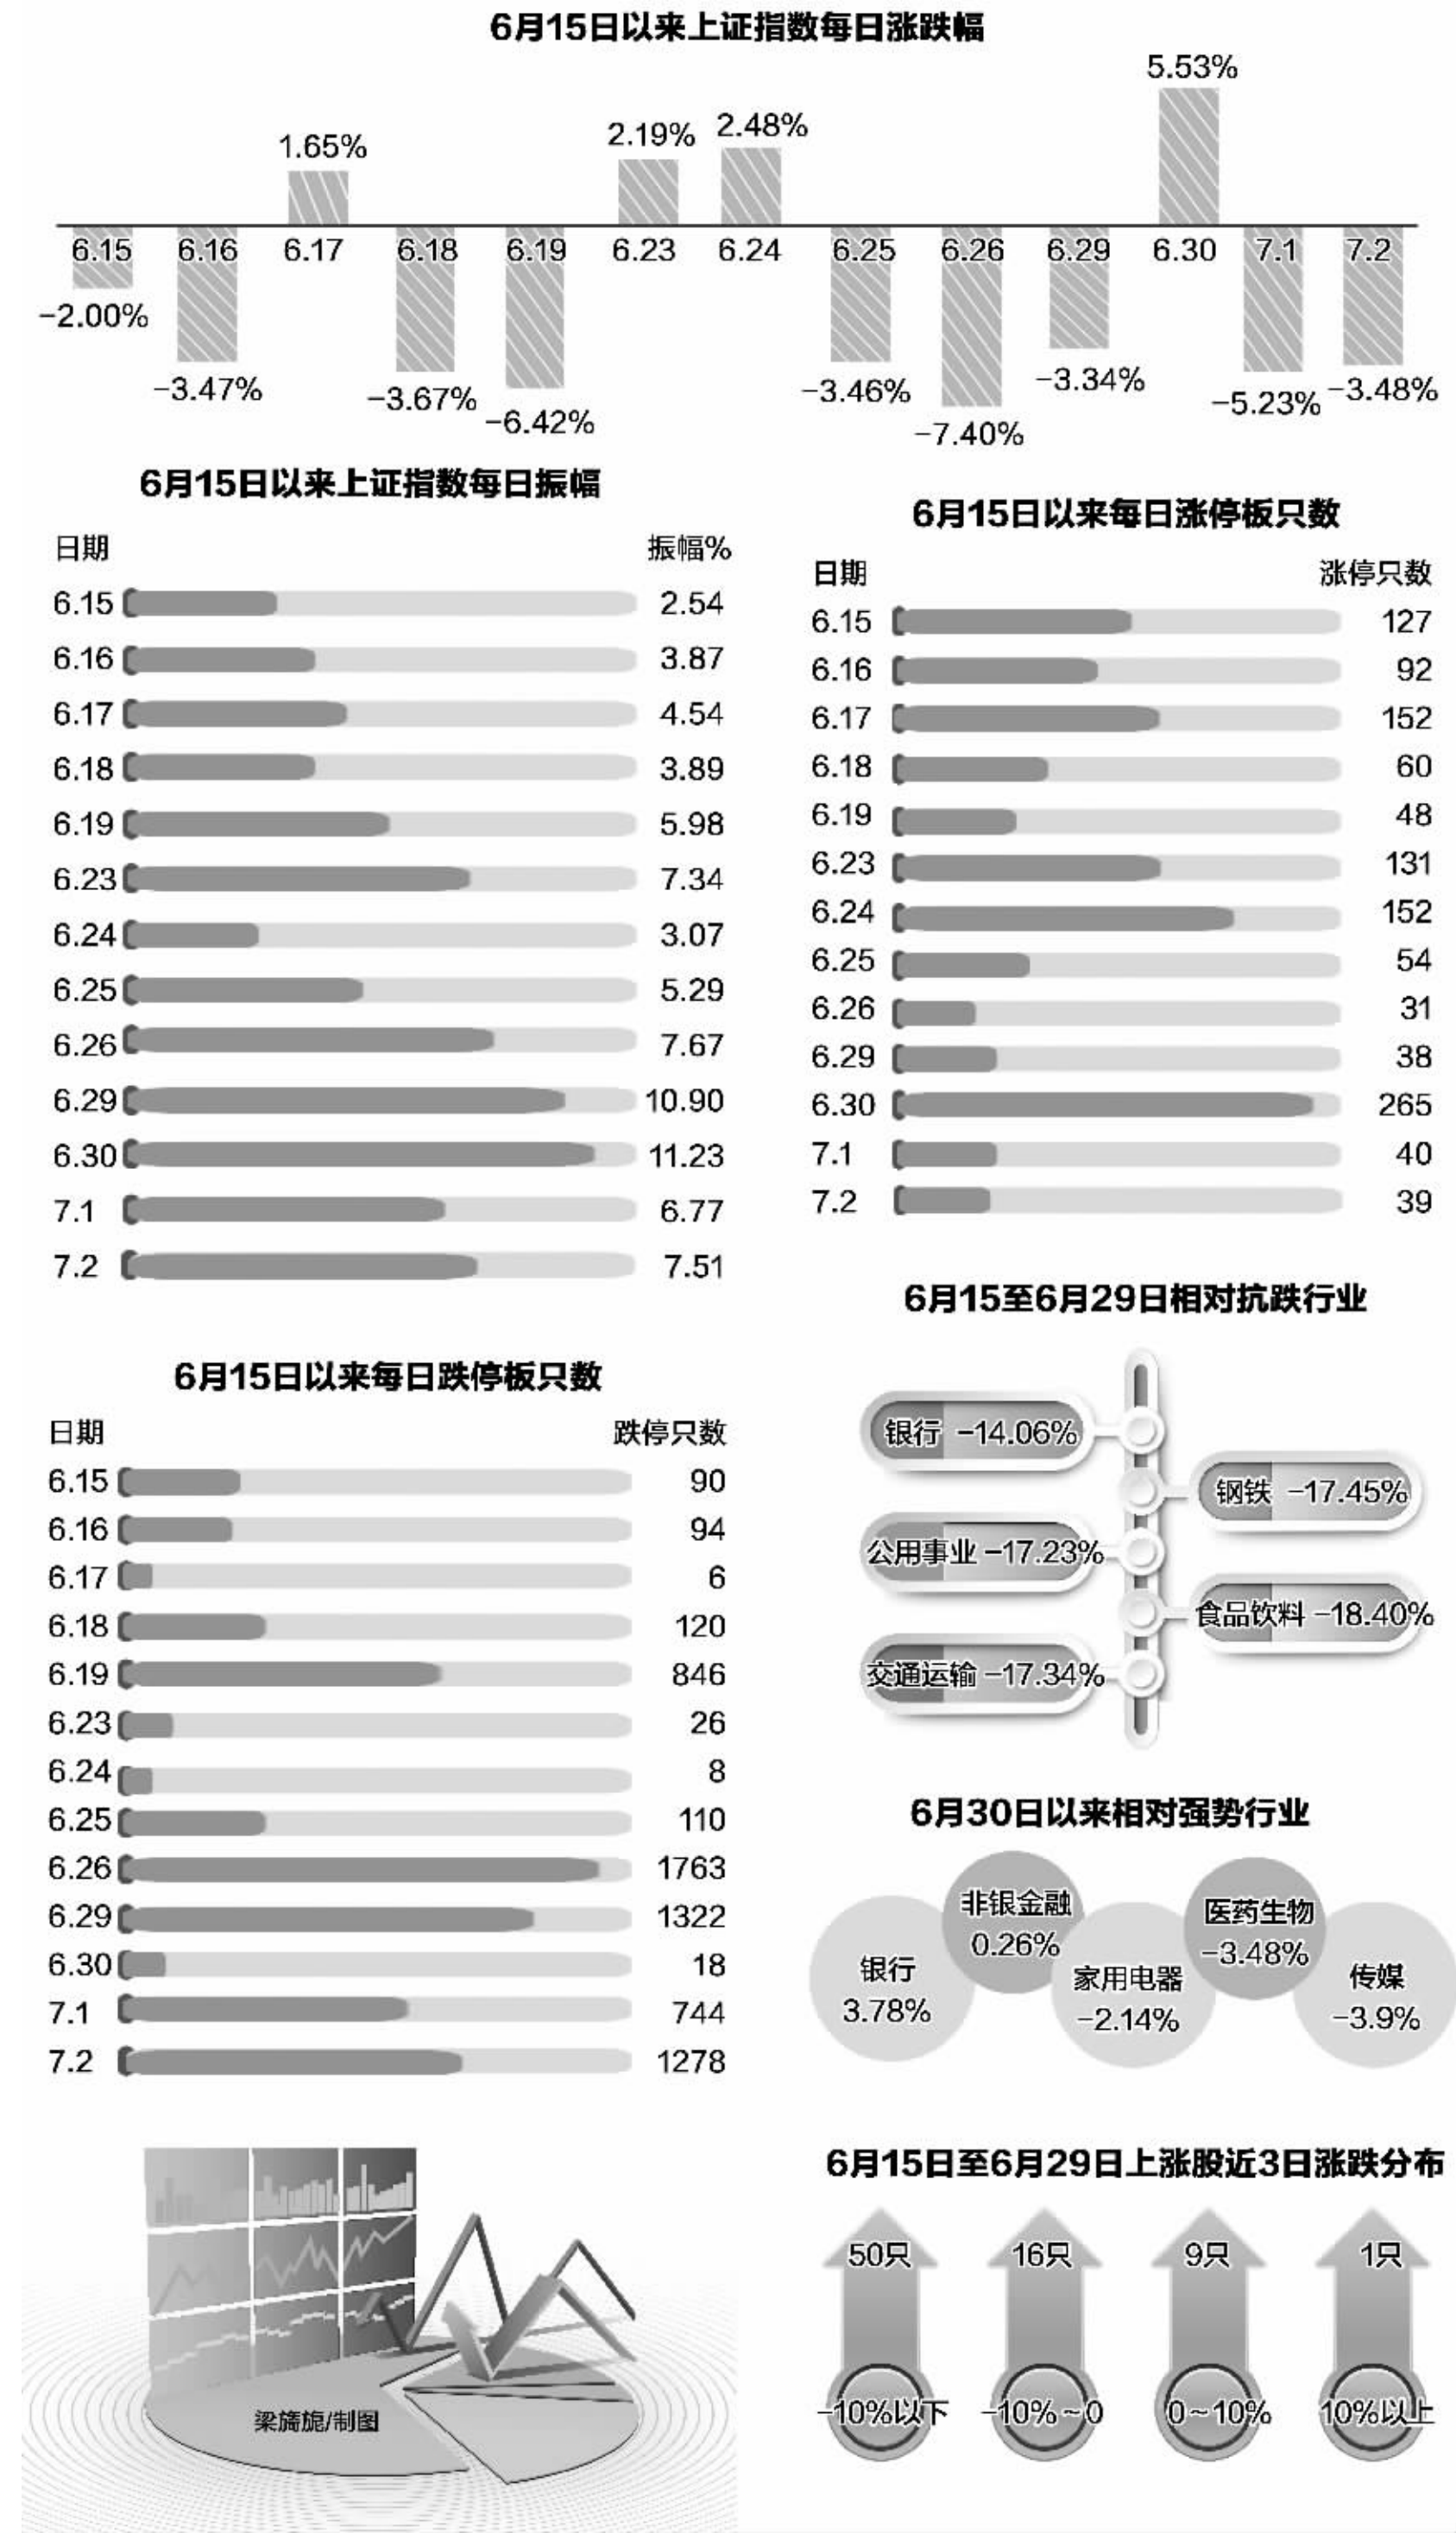 6月15日以来上证指数每日涨跌幅
5.53%
2.19% 2.48%
1.65%
6.15 6.16 6.17 6.18 6.19 6.23 6.24 6.25 6.26 6.29 6.30 7.1 7.2
-2.00%
-3.47% -3.67% -6.42% -3.46% -7.40% -3.34% -5.23% -3.48%
6月15日以来上证指数每日振幅
日期 振幅%
6.15 2.54
6.16 3.87
6.17 4.54
6.18 3.89
6.19 5.98
6.23 7.34
6.24 3.07
6.25 5.29
6.26 7.67
6.29 10.90
6.30 11.23
7.1 6.77
7.2 7.51
6月15日以来每日涨停板只数
日期 涨停只数
6.15 127
6.16 92
6.17 152
6.18 60
6.19 48
6.23 131
6.24 152
6.25 54
6.26 31
6.29 38
6.30 265
7.1 40
7.2 39
6月15日以来每日跌停板只数
日期 跌停只数
6.15 90
6.16 94
6.17 6
6.18 120
6.19 846
6.23 26
6.24 8
6.25 110
6.26 1763
6.29 1322
6.30 18
7.1 744
7.2 1278
6月15至6月29日相对抗跌行业
银行 -14.06%
钢铁 -17.45%
公用事业 -17.23%
食品饮料 -18.40%
交通运输 -17.34%
6月30日以来相对强势行业
银行
3.78%
非银金融
0.26%
家用电器
-2.14%
医药生物
-3.48%
传媒
-3.9%
6月15日至6月29日上涨股近3日涨跌分布
50只 16只 9只 1只
-10%以下 -10%~0 0~10% 10%以上
梁旖旎/制图